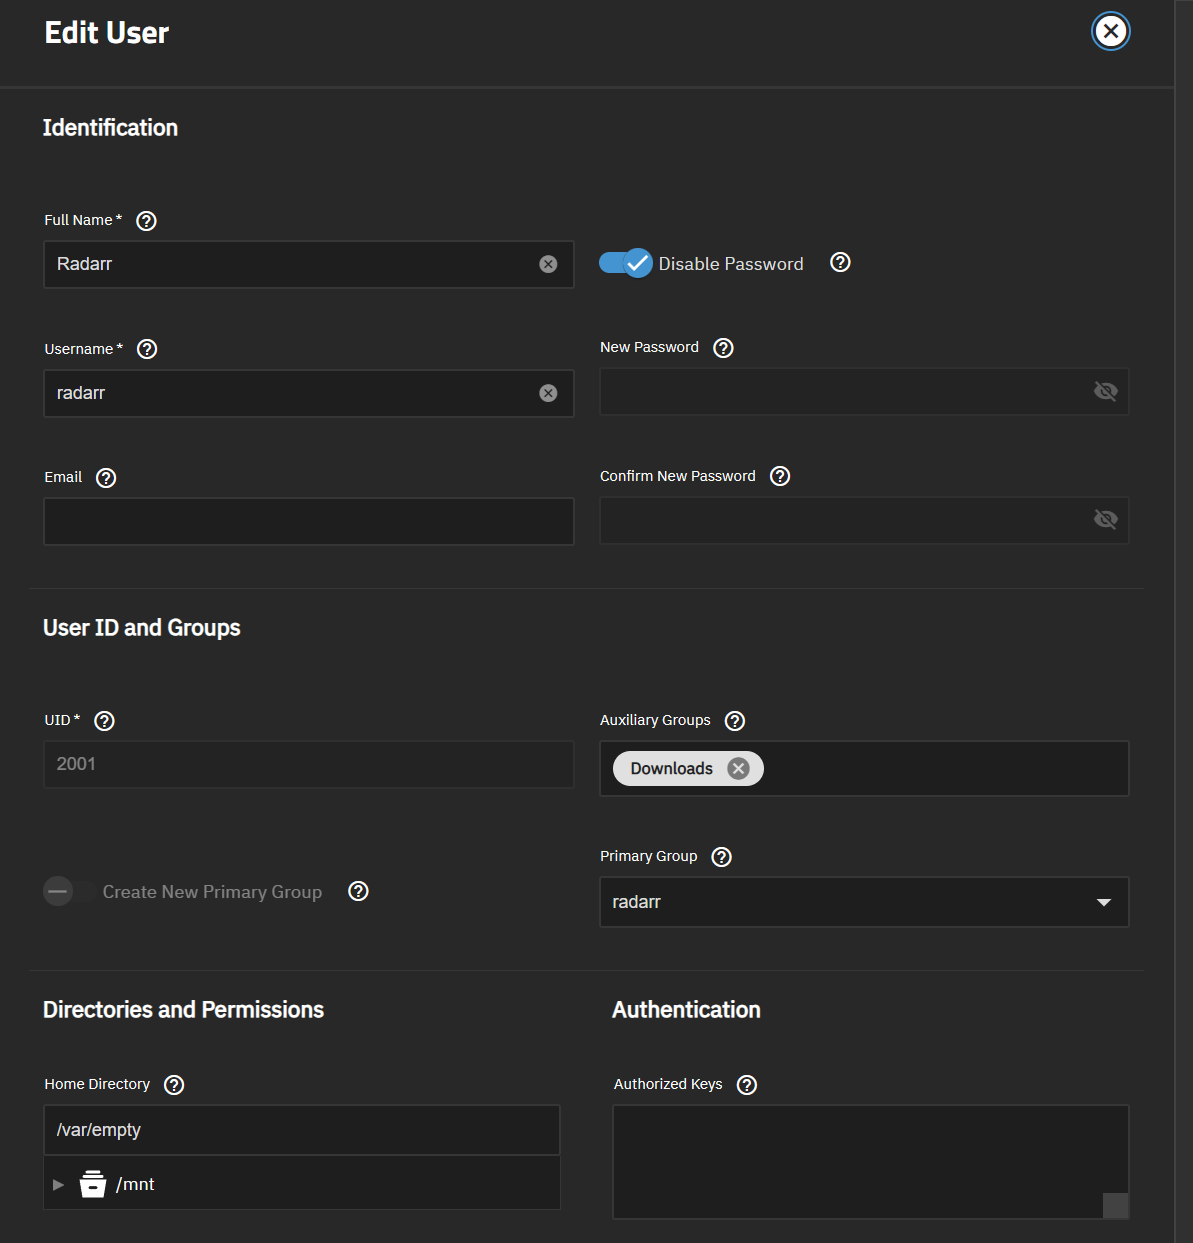 Edit User
Identification
Full Name *
Radarr
Disable Password
Username *
radarr
New Password
Email
Confirm New Password
User ID and Groups
UID *
2001
Auxiliary Groups
Downloads
Create New Primary Group
Primary Group
radarr
Directories and Permissions
Home Directory
/var/empty
/mnt
Authentication
Authorized Keys